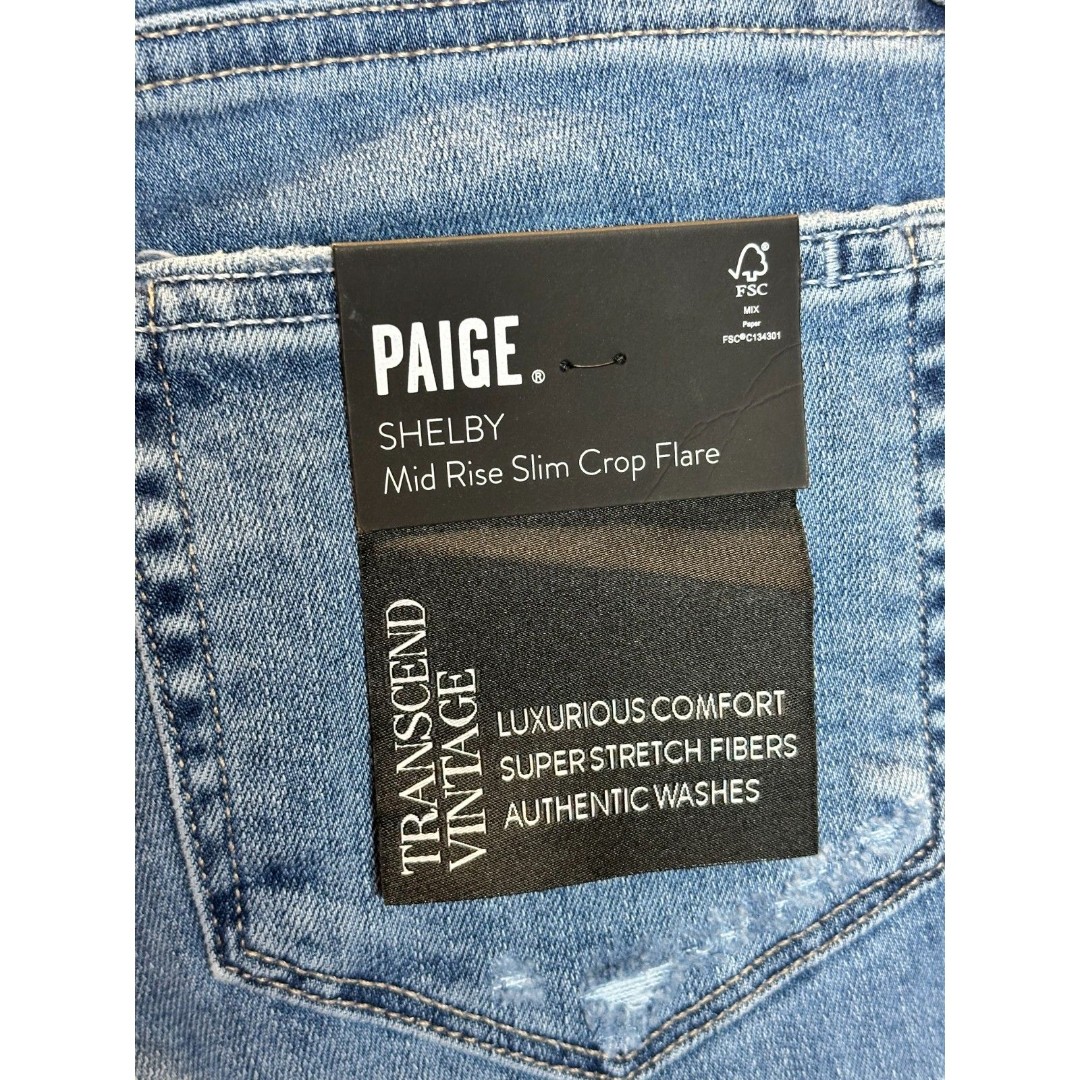 FSC®
MIX
Paper
FSC®C134301
PAIGE®
SHELBY
Mid Rise Slim Crop Flare
TRANSCEND
VINTAGE
LUXURIOUS COMFORT
SUPER STRETCH FIBERS
AUTHENTIC WASHES